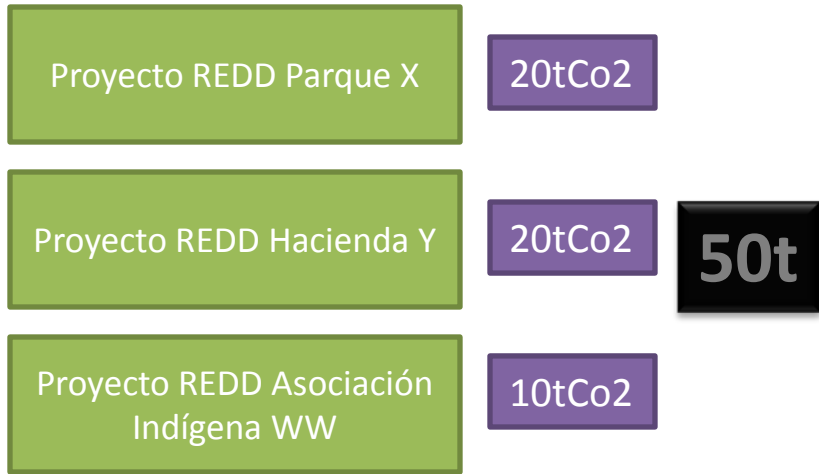 Proyecto REDD Parque X
20tCo2
Proyecto REDD Hacienda Y
20tCo2
50t
Proyecto REDD Asociación
Indígena WW
10tCo2